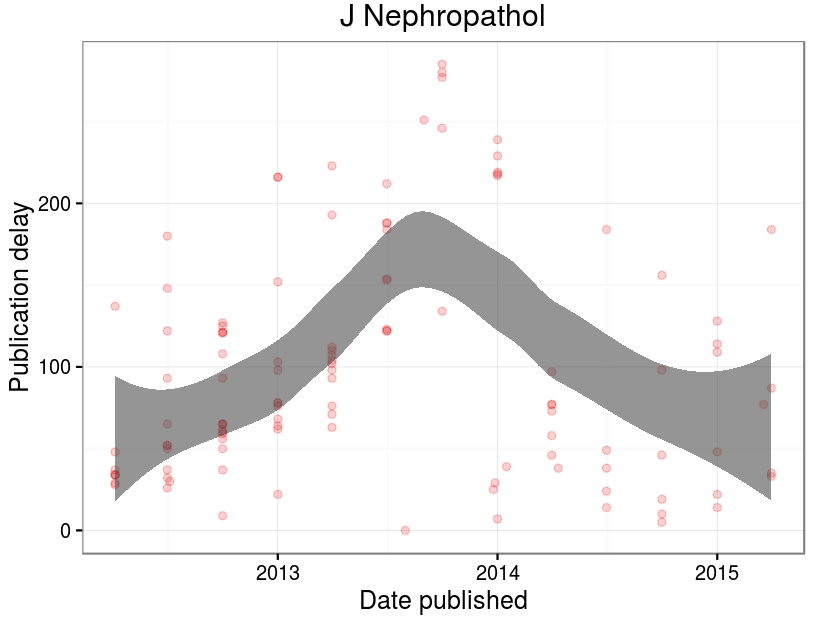 J Nephropathol
Publication delay
200
100
0
2013 2014 2015
Date published